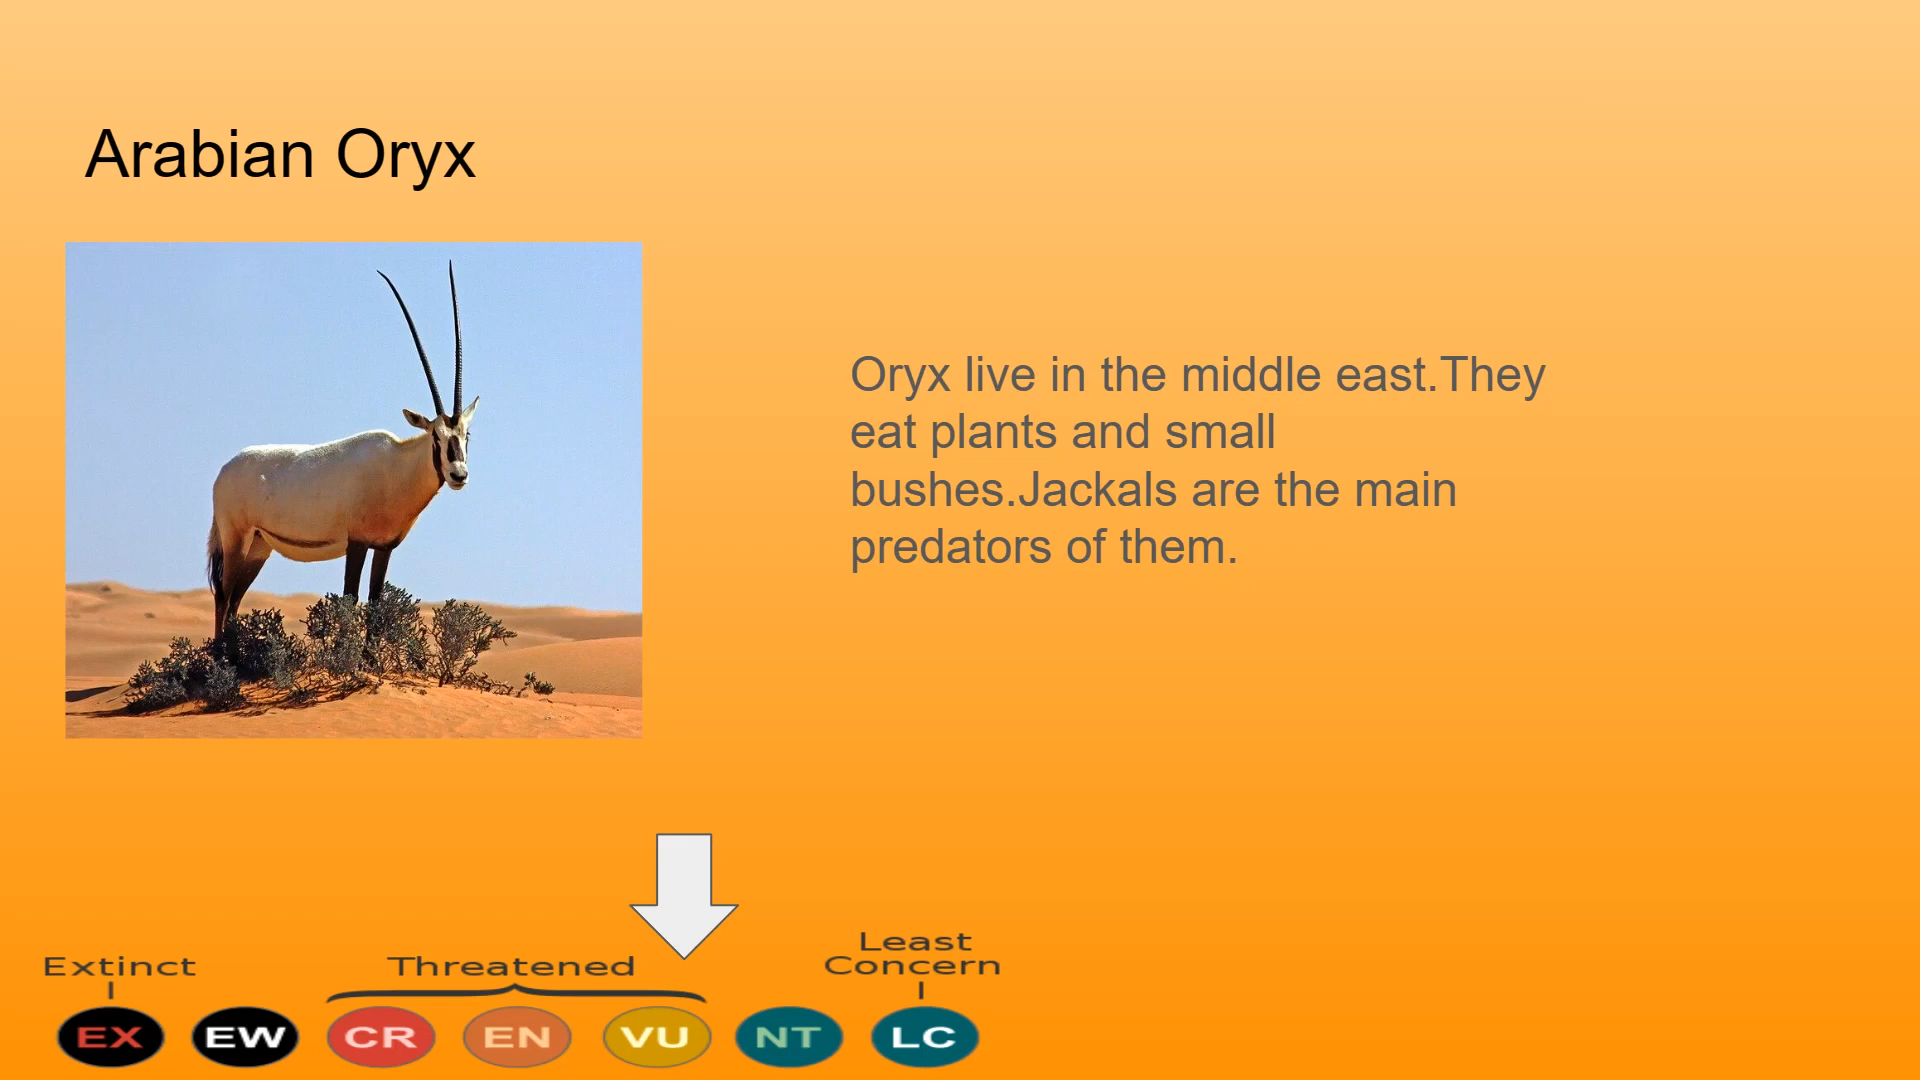 Arabian Oryx
Oryx live in the middle east.They
eat plants and small
bushes.Jackals are the main
predators of them.
Extinct
Threatened
Least
Concern
EX EW CR EN VU NT LC